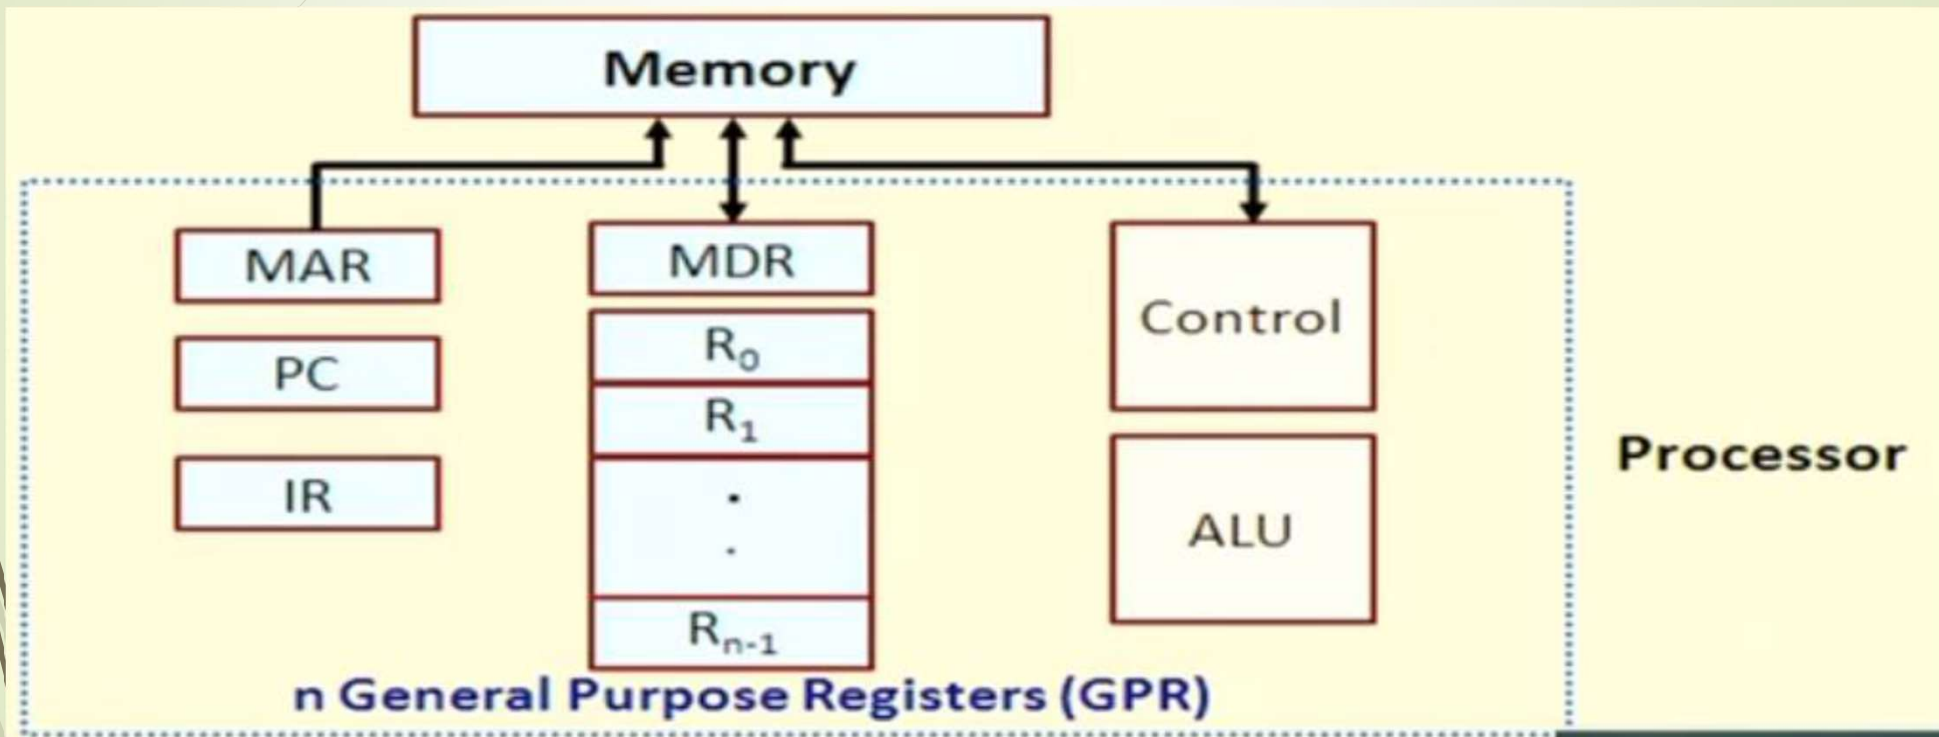 Memory
MAR
MDR
Control
PC
R0
R1
IR
.
.
ALU
Processor
Rn-1
n General Purpose Registers (GPR)